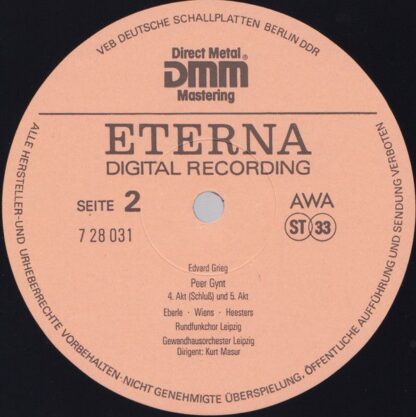 VEB DEUTSCHE SCHALLPLATTEN BERLIN DDR
Direct Metal
DMM®
Mastering
ETERNA
DIGITAL RECORDING
SEITE 2
AWA
7 28 031
ST 33
Edvard Grieg
Peer Gynt
4. Akt (Schluß) und 5. Akt
Eberle · Wiens · Heesters
Rundfunkchor Leipzig
Gewandhausorchester Leipzig
Dirigent: Kurt Masur
ALLE HERSTELLER- UND URHEBERRECHTE VORBEHALTEN · NICHT GENEHMIGTE ÜBERSPIELUNG, ÖFFENTLICHE AUFFÜHRUNG UND SENDUNG VERBOTEN